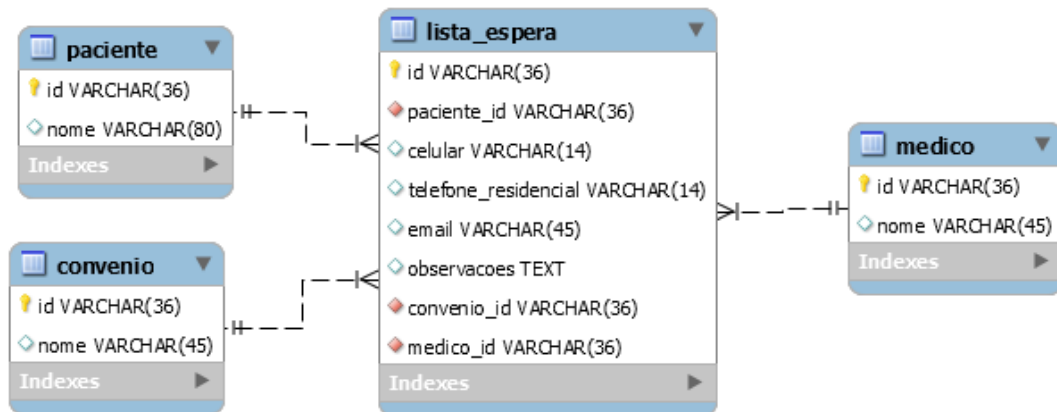 paciente
id VARCHAR(36)
nome VARCHAR(80)
Indexes
convenio
id VARCHAR(36)
nome VARCHAR(45)
Indexes
lista_espera
id VARCHAR(36)
paciente_id VARCHAR(36)
celular VARCHAR(14)
telefone_residencial VARCHAR(14)
email VARCHAR(45)
observacoes TEXT
convenio_id VARCHAR(36)
medico_id VARCHAR(36)
Indexes
medico
id VARCHAR(36)
nome VARCHAR(45)
Indexes